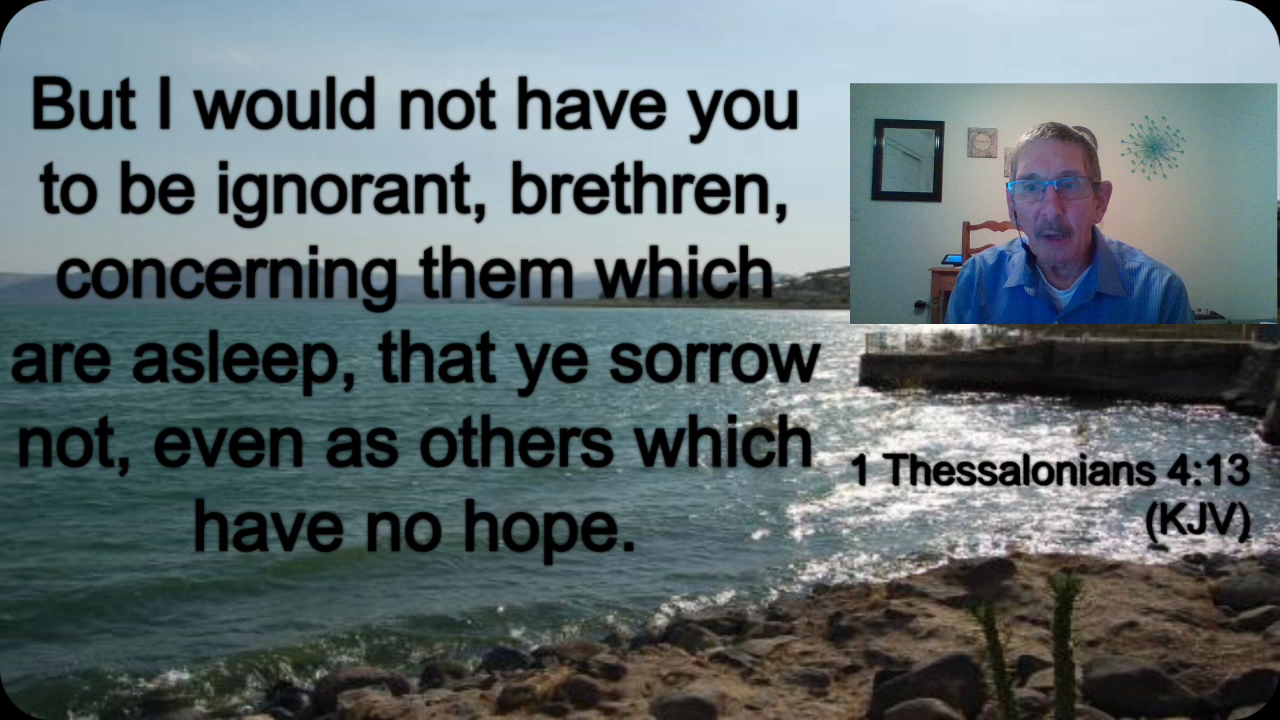 But I would not have you
to be ignorant, brethren,
concerning them which
are asleep, that ye sorrow
not, even as others which
have no hope.
1 Thessalonians 4:13
(KJV)